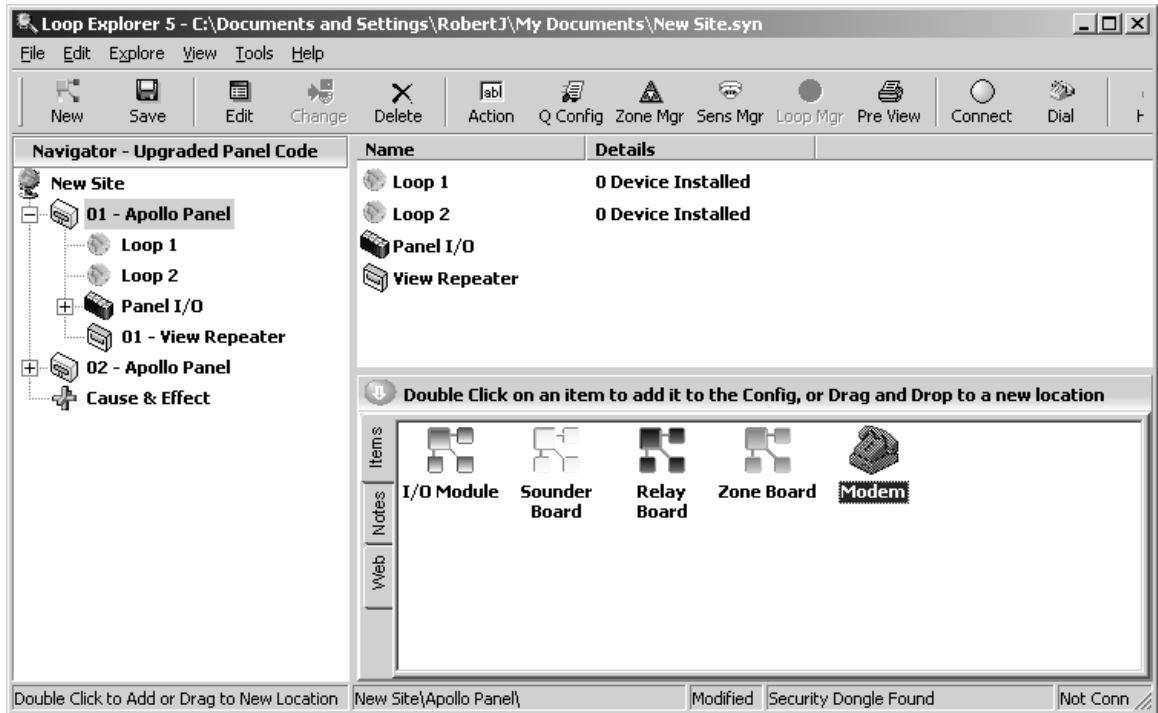 Loop Explorer 5 - C:\Documents and Settings\RobertJ\My Documents\New Site.syn
File Edit Explore View Tools Help
New Save Edit Change Delete Action Q Config Zone Mgr Sens Mgr Loop Mgr Pre View Connect Dial
Navigator - Upgraded Panel Code
New Site
01 - Apollo Panel
Loop 1
Loop 2
Panel I/O
01 - View Repeater
02 - Apollo Panel
Cause & Effect
Name Details
Loop 1 0 Device Installed
Loop 2 0 Device Installed
Panel I/O
View Repeater
Double Click on an item to add it to the Config, or Drag and Drop to a new location
Items
Notes
Web
I/O Module Sounder Board Relay Board Zone Board Modem
Double Click to Add or Drag to New Location New Site\Apollo Panel\ Modified Security Dongle Found Not Conn